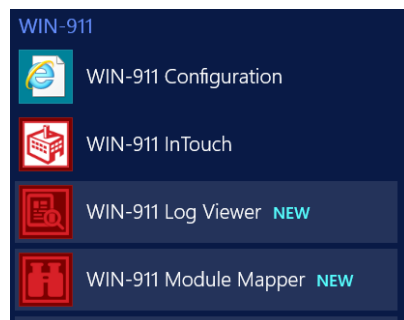 WIN-911
WIN-911 Configuration
WIN-911 InTouch
WIN-911 Log Viewer NEW
WIN-911 Module Mapper NEW